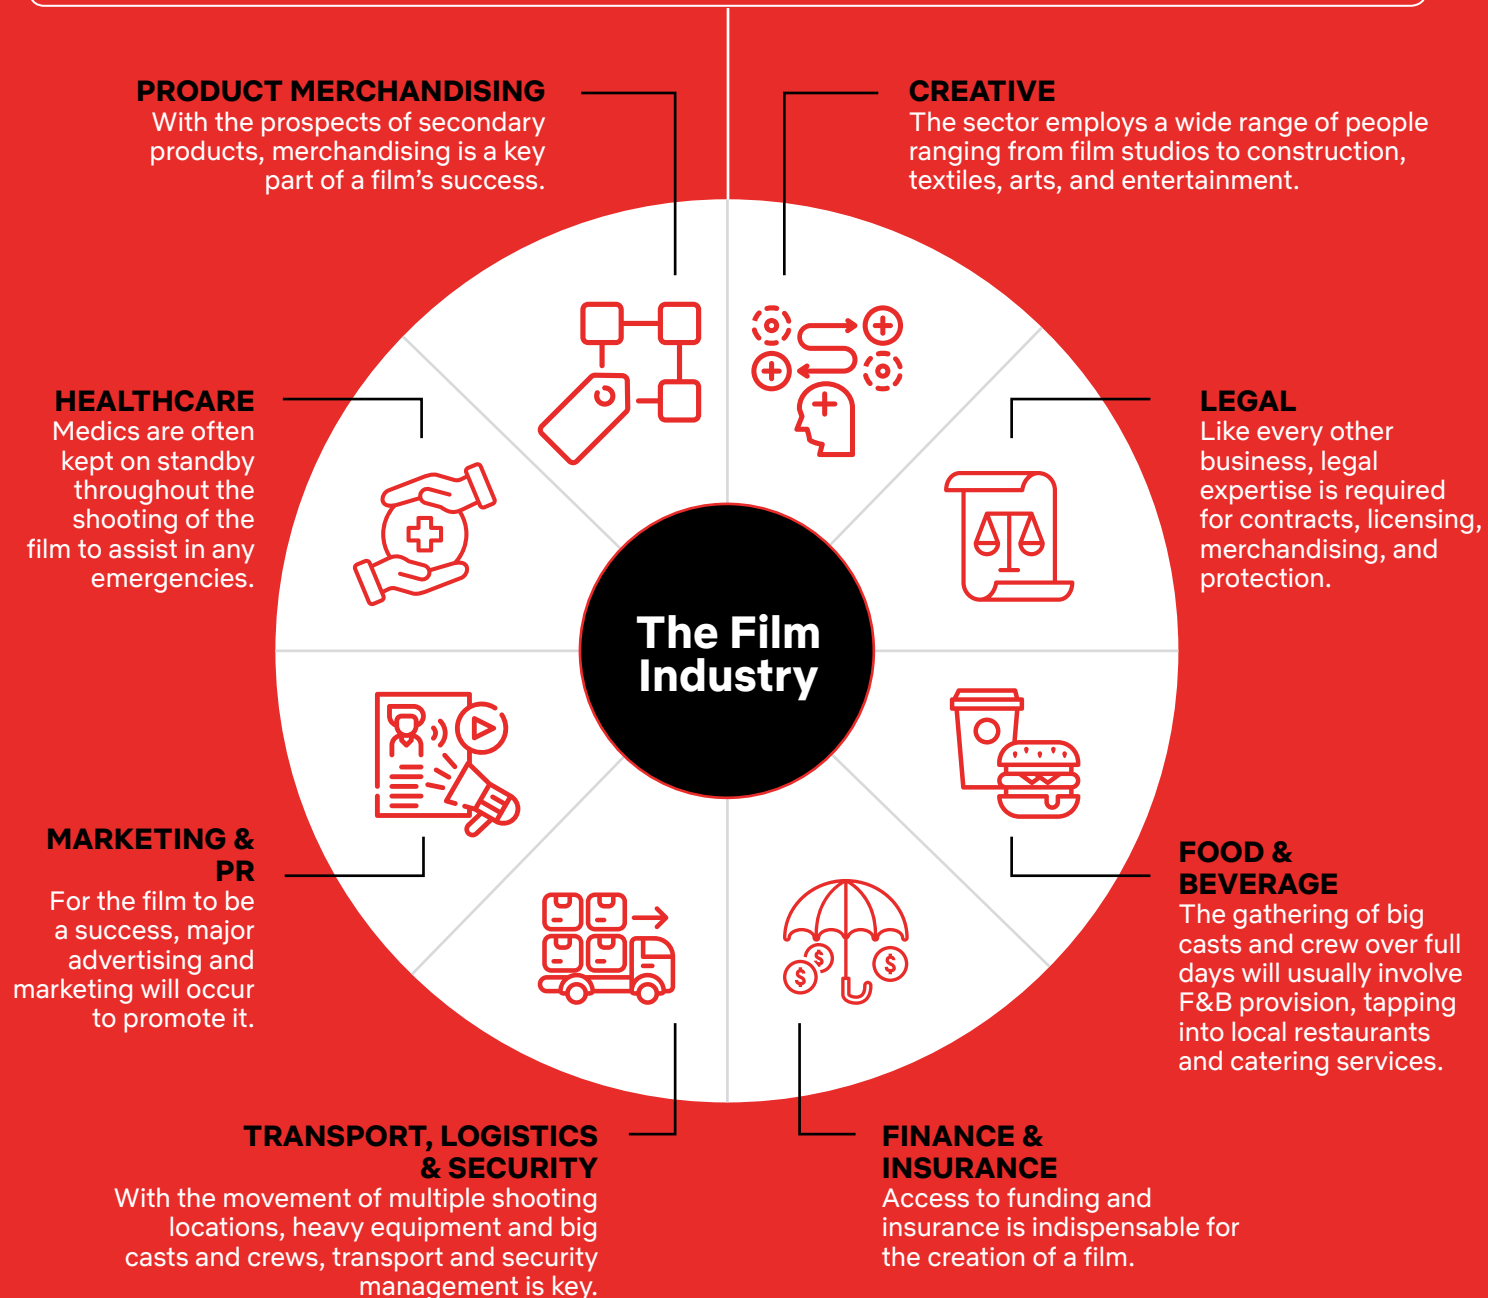 PRODUCT MERCHANDISING
With the prospects of secondary
products, merchandising is a key
part of a film's success.
CREATIVE
The sector employs a wide range of people
ranging from film studios to construction,
textiles, arts, and entertainment.
HEALTHCARE
Medics are often
kept on standby
throughout the
shooting of the
film to assist in any
emergencies.
LEGAL
Like every other
business, legal
expertise is required
for contracts, licensing,
merchandising, and
protection.
The Film
Industry
MARKETING &
PR
For the film to be
a success, major
advertising and
marketing will occur
to promote it.
FOOD &
BEVERAGE
The gathering of big
casts and crew over full
days will usually involve
F&B provision, tapping
into local restaurants
and catering services.
TRANSPORT, LOGISTICS
& SECURITY
With the movement of multiple shooting
locations, heavy equipment and big
casts and crews, transport and security
management is key.
FINANCE &
INSURANCE
Access to funding and
insurance is indispensable for
the creation of a film.